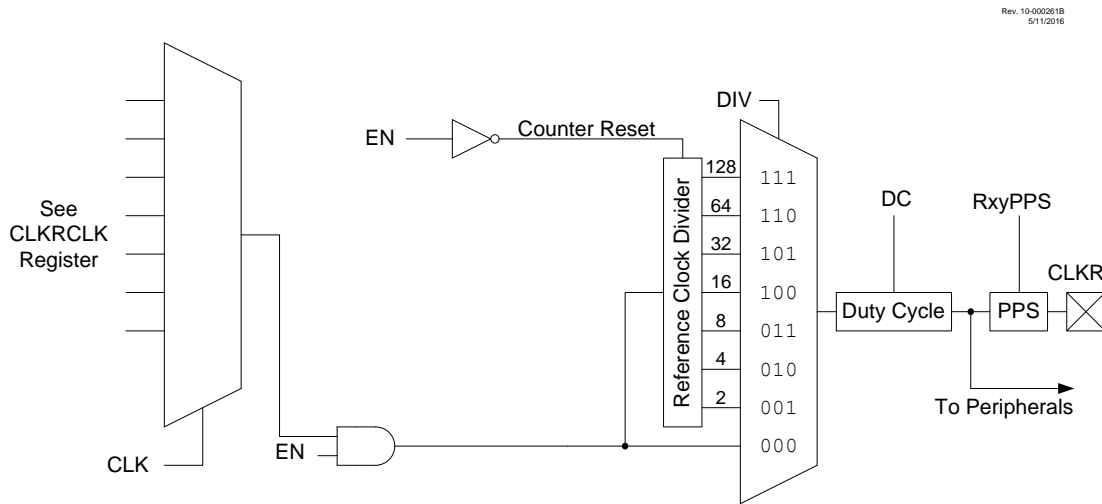 Rev. 10-000261B
5/11/2016
See
CLKRCLK
Register
CLK
EN
EN
Counter Reset
Reference Clock Divider
128
64
32
16
8
4
2
DIV
111
110
101
100
011
010
001
000
DC
Duty Cycle
RxyPPS
PPS
CLKR
To Peripherals